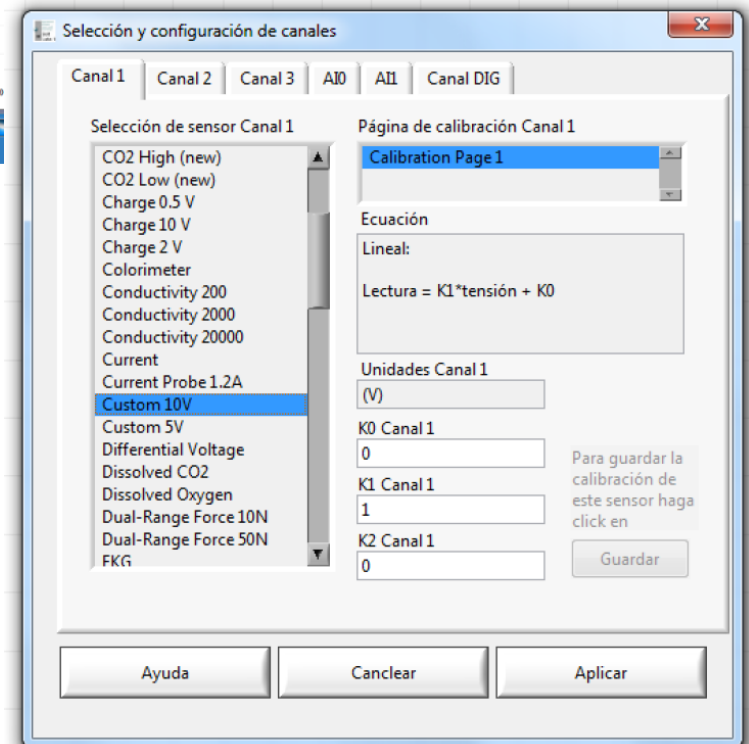 Selección y configuración de canales
Canal 1
Canal 2
Canal 3
AI0
AI1
Canal DIG
Selección de sensor Canal 1
CO2 High (new)
CO2 Low (new)
Charge 0.5 V
Charge 10 V
Charge 2 V
Colorimeter
Conductivity 200
Conductivity 2000
Conductivity 20000
Current
Current Probe 1.2A
Custom 10V
Custom 5V
Differential Voltage
Dissolved CO2
Dissolved Oxygen
Dual-Range Force 10N
Dual-Range Force 50N
EKG
Página de calibración Canal 1
Calibration Page 1
Ecuación
Lineal:
Lectura = K1*tensión + K0
Unidades Canal 1
(V)
K0 Canal 1
0
K1 Canal 1
1
K2 Canal 1
0
Para guardar la
calibración de
este sensor haga
click en
Guardar
Ayuda
Canclear
Aplicar